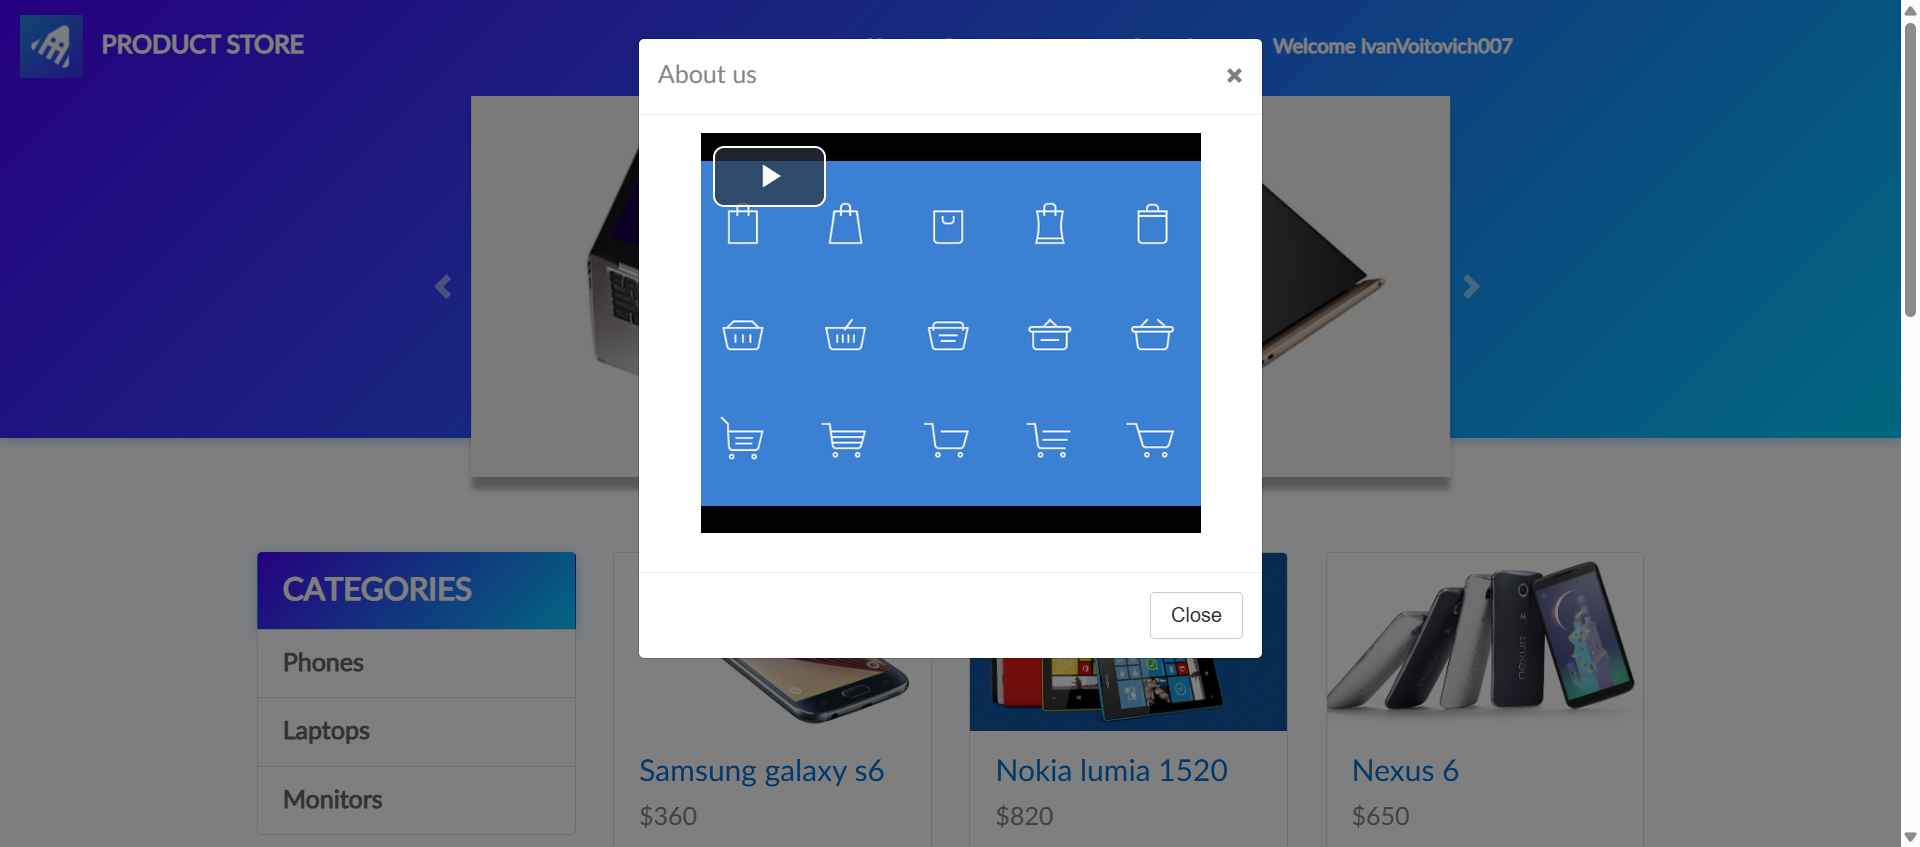 PRODUCT STORE
Welcome IvanVoitovich007
About us
×
Close
CATEGORIES
Phones
Laptops
Monitors
Samsung galaxy s6
$360
Nokia lumia 1520
$820
Nexus 6
$650